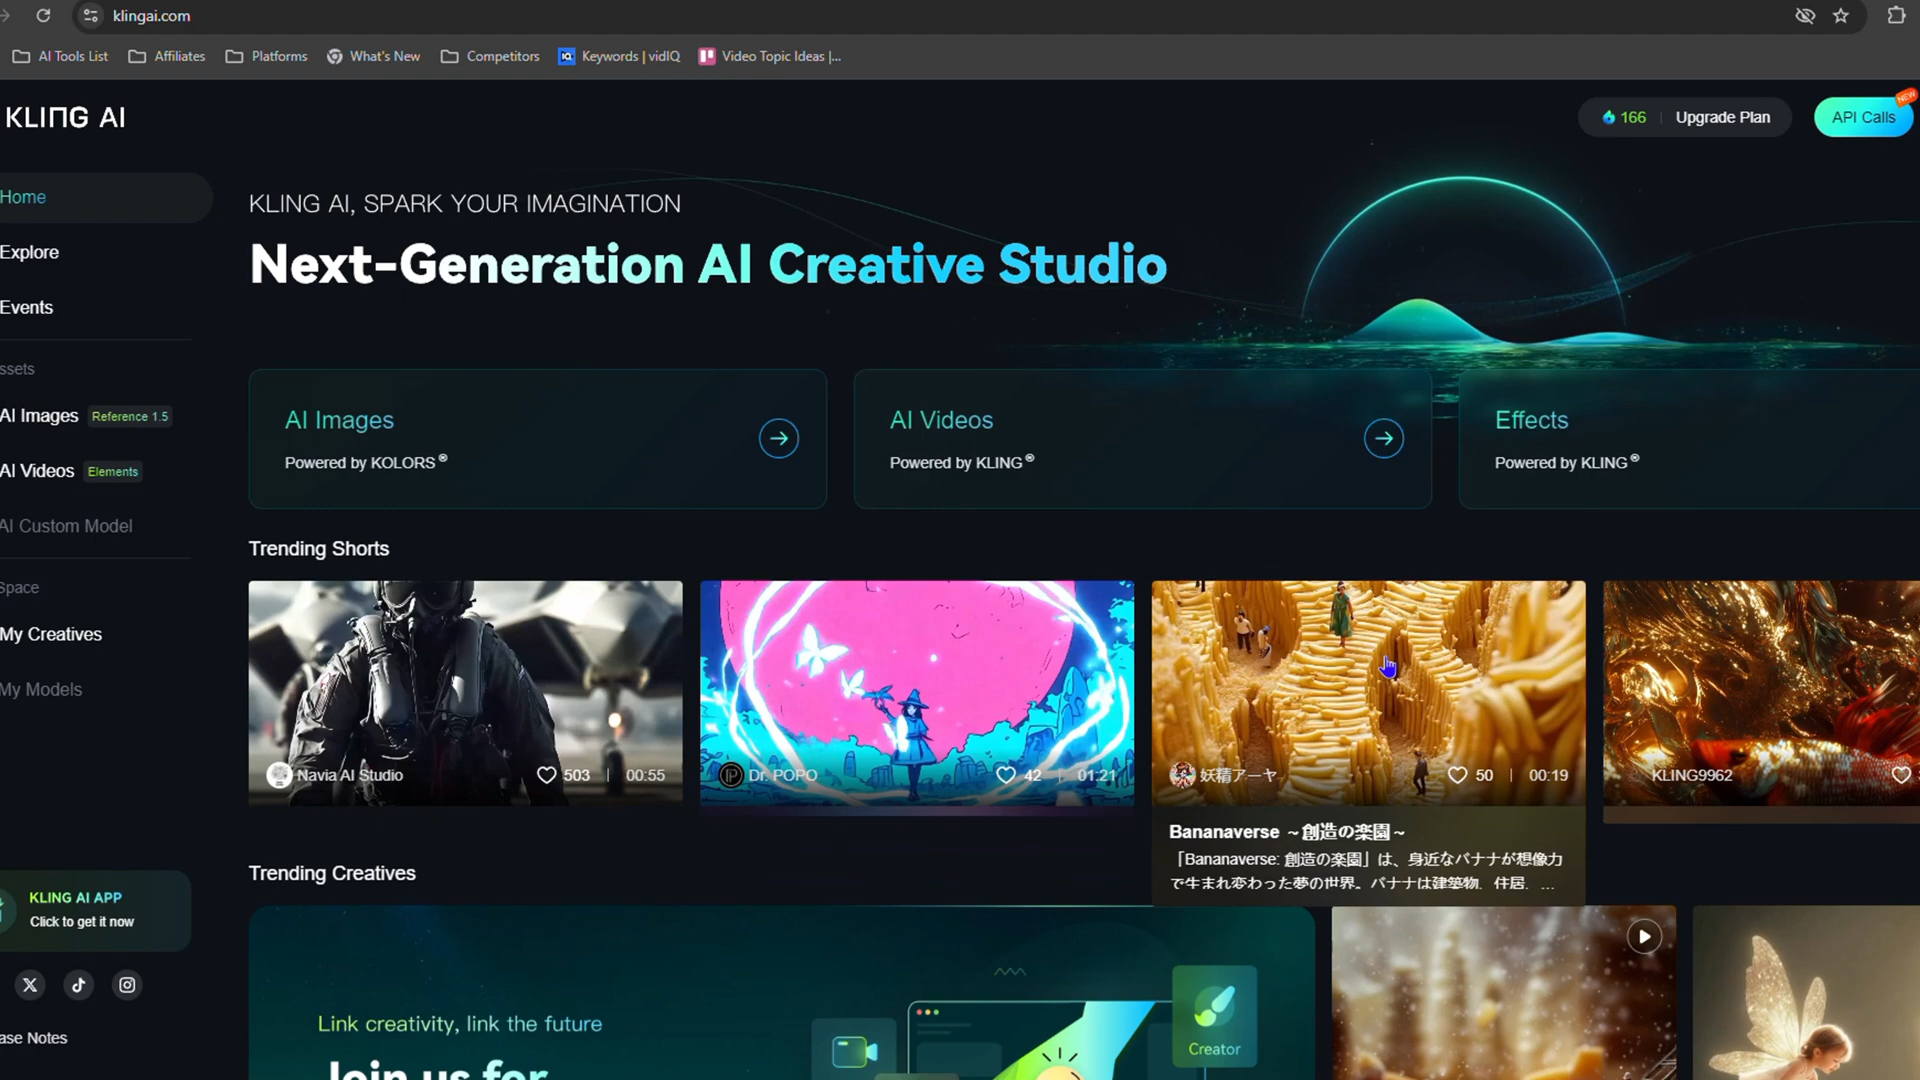 klingai.com
AI Tools List
Affiliates
Platforms
What's New
Competitors
Keywords | vidIQ
Video Topic Ideas |...
KLING AI
166
Upgrade Plan
API Calls
NEW
Home
Explore
Events
ssets
AI Images
Reference 1.5
AI Videos
Elements
AI Custom Model
Space
My Creatives
My Models
KLING AI APP
Click to get it now
ase Notes
KLING AI, SPARK YOUR IMAGINATION
Next-Generation AI Creative Studio
AI Images
Powered by KOLORS®
AI Videos
Powered by KLING®
Effects
Powered by KLING®
Trending Shorts
Navia AI Studio
503
00:55
Dr. POPO
42
01:21
妖精アーヤ
50
00:19
KLING9962
Bananaverse ~創造の楽園~
「Bananaverse: 創造の楽園」は、身近なバナナが想像力
で生まれ変わった夢の世界。バナナは建築物、住居、...
Trending Creatives
Link creativity, link the future
Join us for
Creator